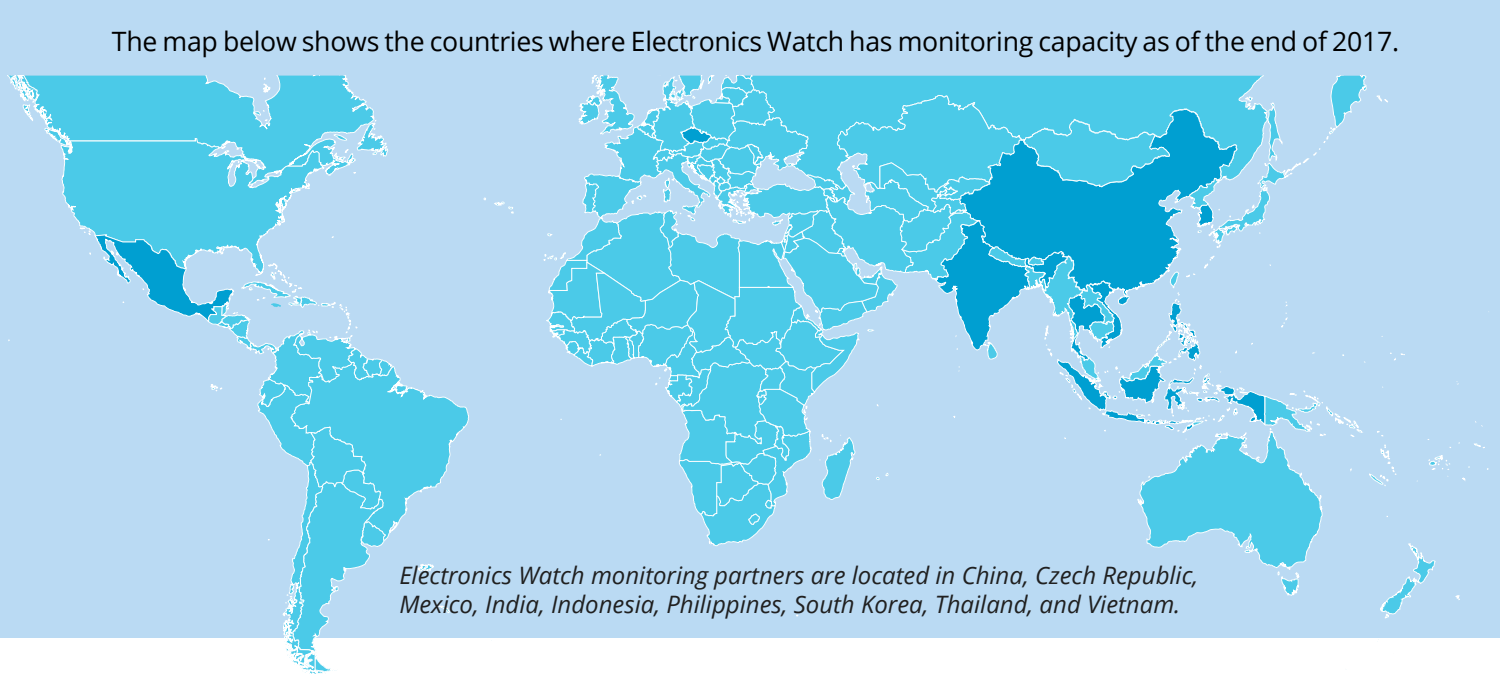 The map below shows the countries where Electronics Watch has monitoring capacity as of the end of 2017.
Electronics Watch monitoring partners are located in China, Czech Republic,
Mexico, India, Indonesia, Philippines, South Korea, Thailand, and Vietnam.